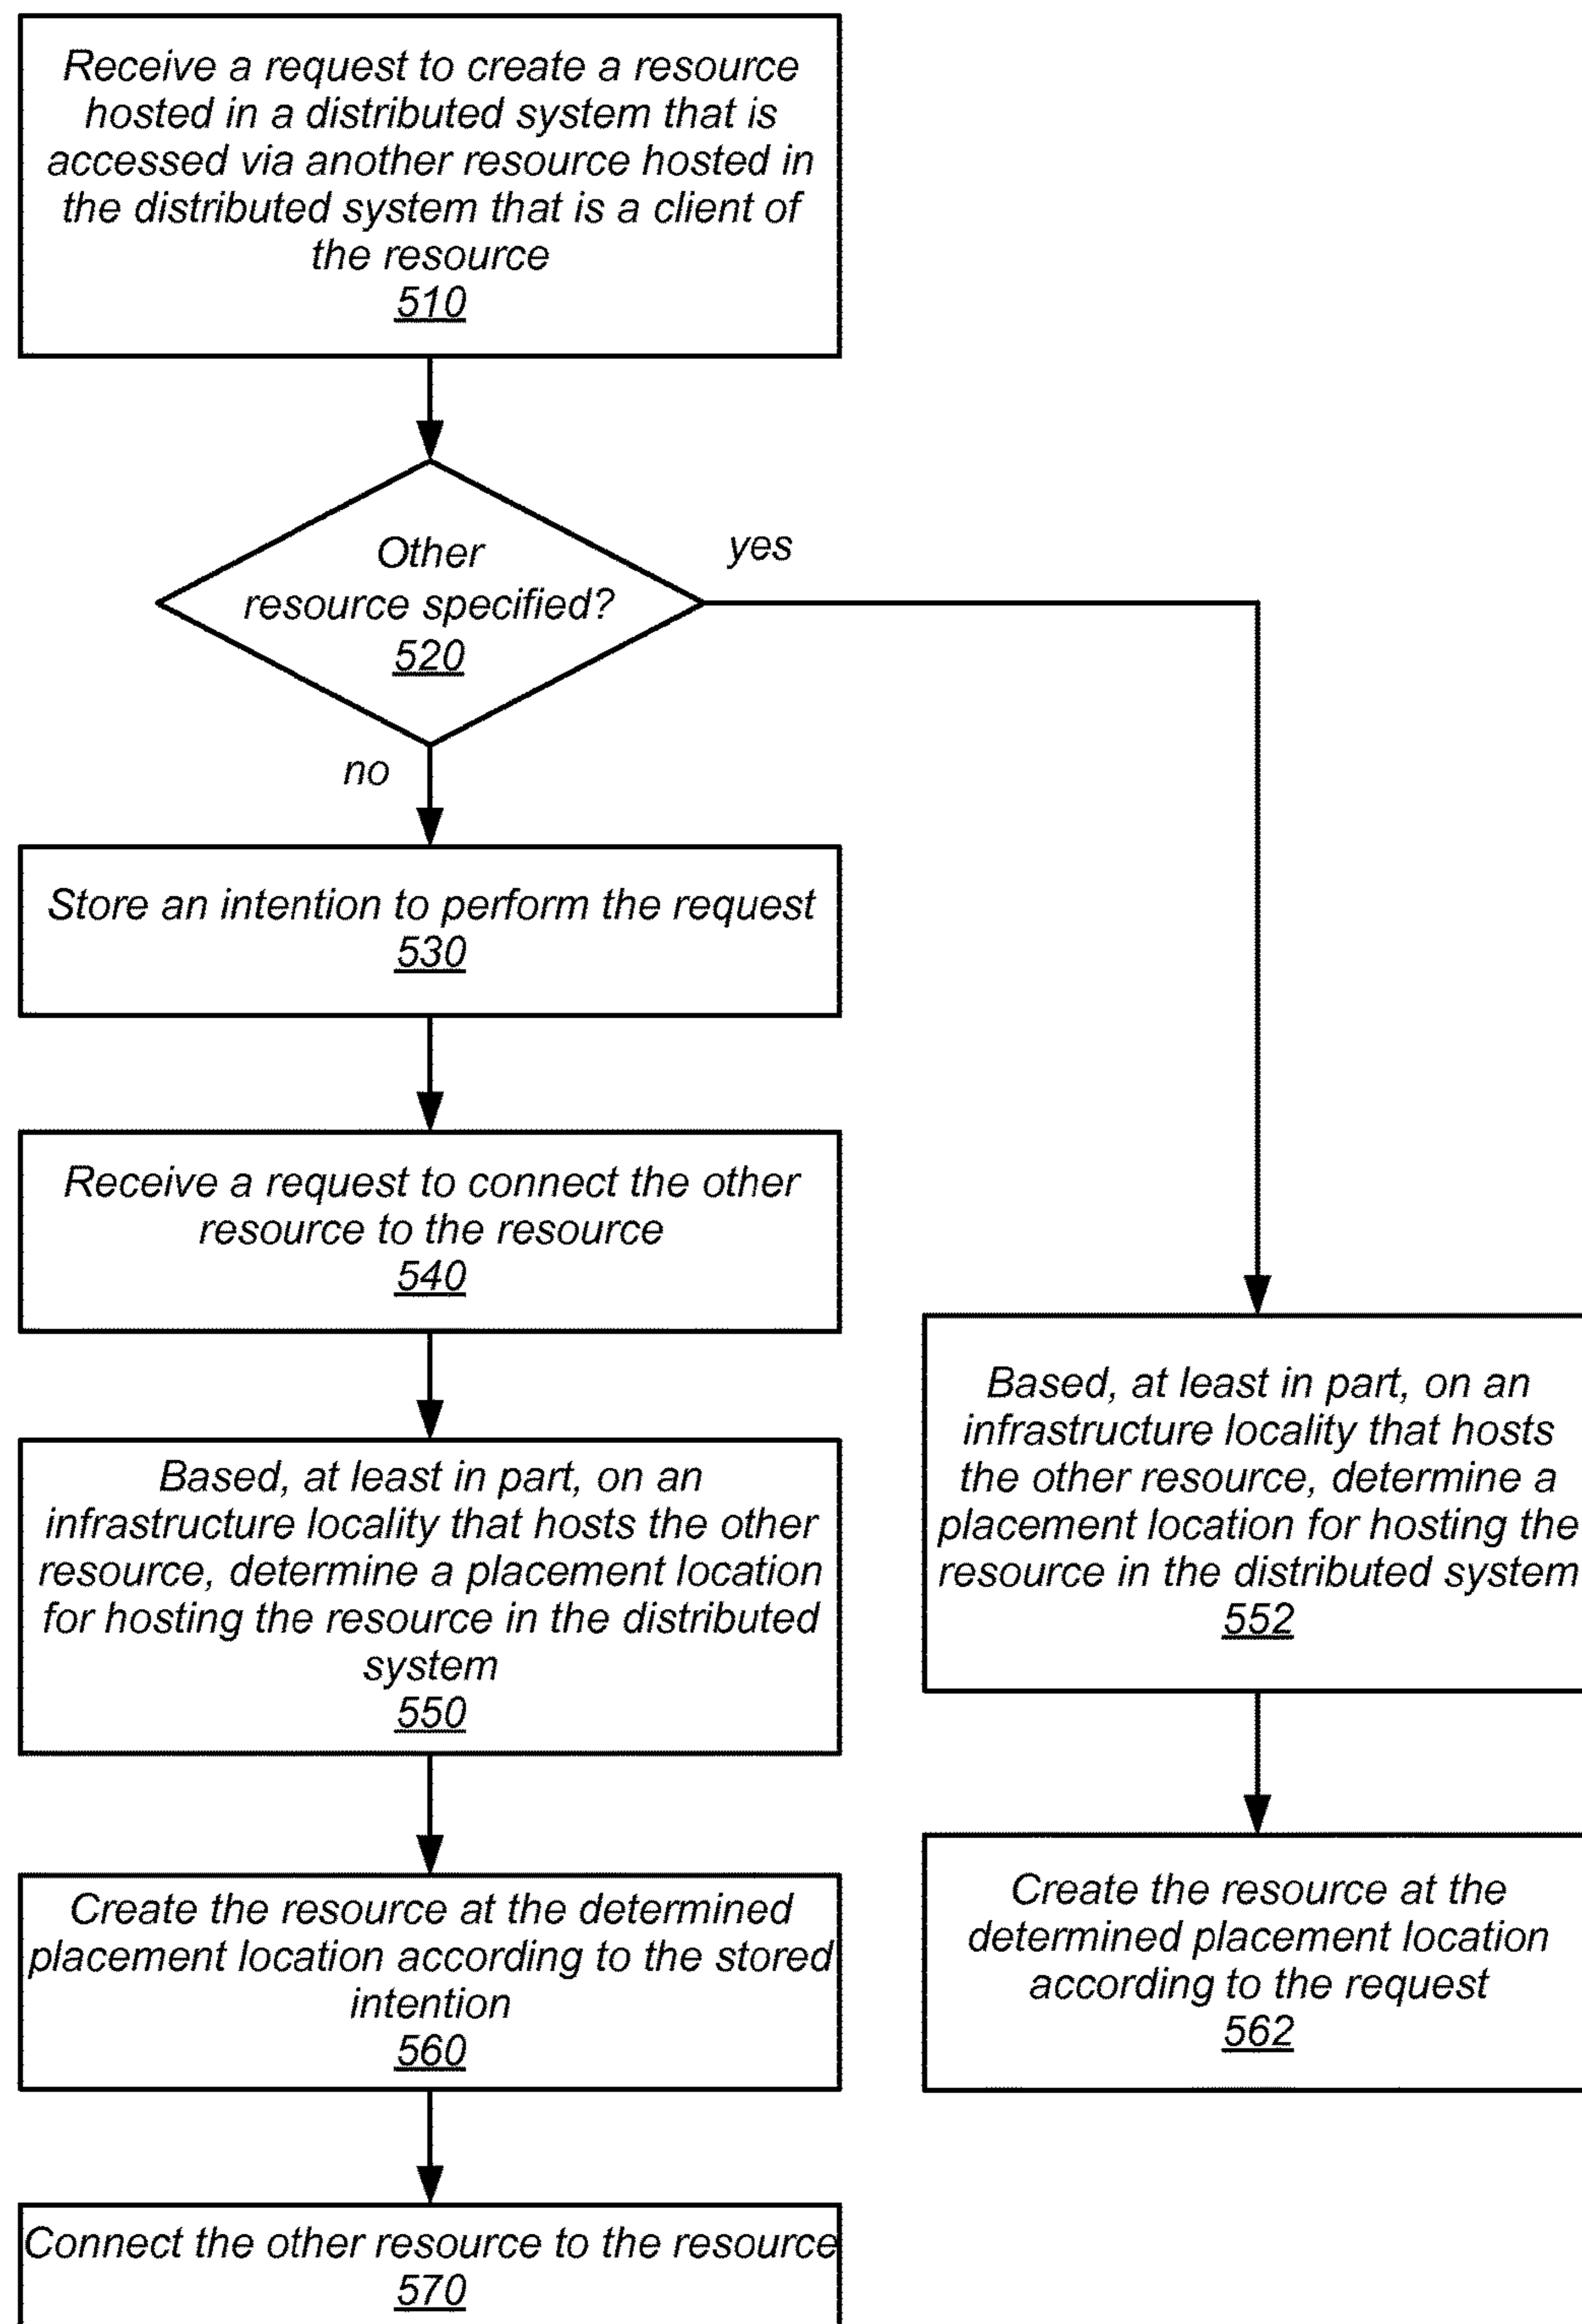 Receive a request to create a resource
hosted in a distributed system that is
accessed via another resource hosted in
the distributed system that is a client of
the resource
510
Other
resource specified?
520
yes
no
Store an intention to perform the request
530
Receive a request to connect the other
resource to the resource
540
Based, at least in part, on an
infrastructure locality that hosts the other
resource, determine a placement location
for hosting the resource in the distributed
system
550
Create the resource at the determined
placement location according to the stored
intention
560
Connect the other resource to the resource
570
Based, at least in part, on an
infrastructure locality that hosts
the other resource, determine a
placement location for hosting the
resource in the distributed system
552
Create the resource at the
determined placement location
according to the request
562